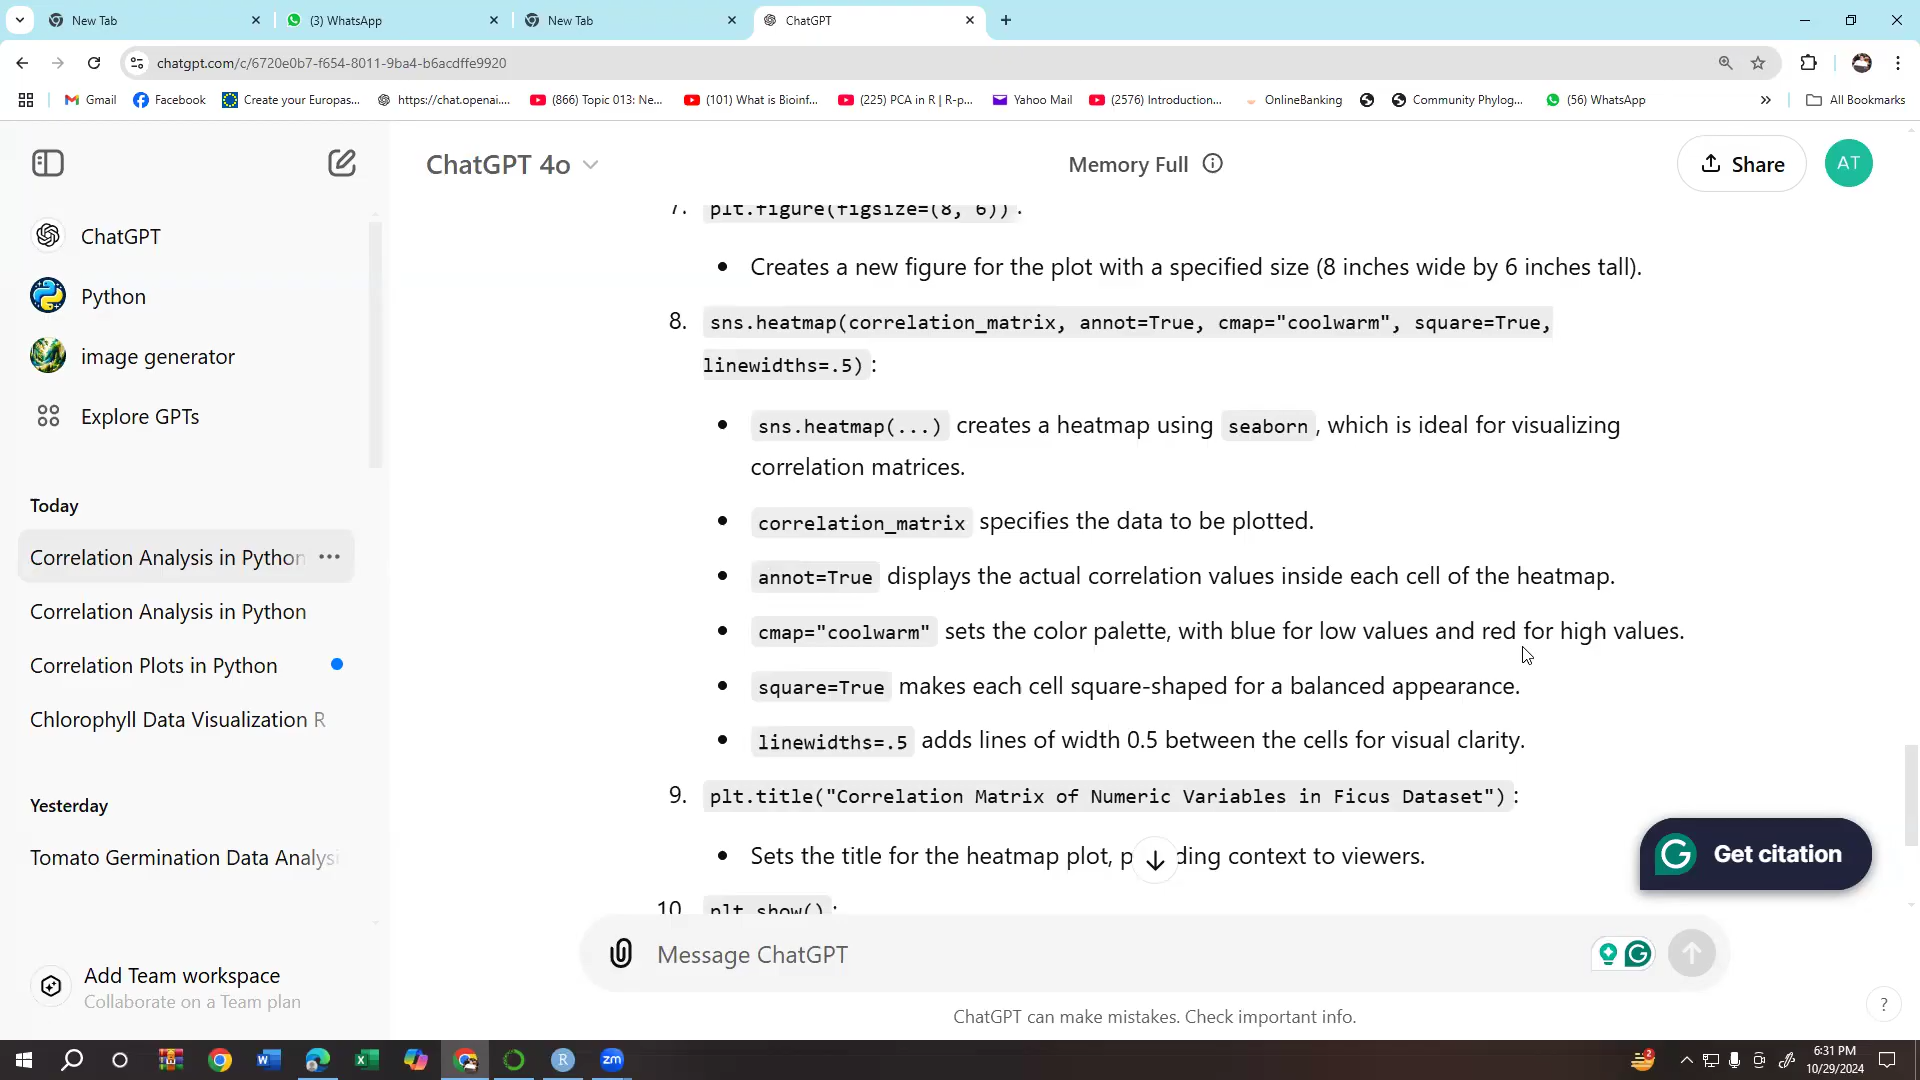 New Tab
(3) WhatsApp
New Tab
ChatGPT
chatgpt.com/c/6720e0b7-f654-8011-9ba4-b6acdffe9920
Gmail
Facebook
Create your Europas...
https://chat.openai....
(866) Topic 013: Ne...
(101) What is Bioinf...
(225) PCA in R | R-p...
Yahoo Mail
(2576) Introduction...
OnlineBanking
Community Phylog...
(56) WhatsApp
All Bookmarks
ChatGPT 4o
Memory Full
Share
AT
ChatGPT
Python
image generator
Explore GPTs
Today
Correlation Analysis in Python
Correlation Analysis in Python
Correlation Plots in Python
Chlorophyll Data Visualization R
Yesterday
Tomato Germination Data Analysi
Add Team workspace
Collaborate on a Team plan
7. plt.figure(figsize=(8, 6)) :
• Creates a new figure for the plot with a specified size (8 inches wide by 6 inches tall).
8. sns.heatmap(correlation_matrix, annot=True, cmap="coolwarm", square=True,
linewidths=.5) :
• sns.heatmap(...) creates a heatmap using seaborn , which is ideal for visualizing
correlation matrices.
• correlation_matrix specifies the data to be plotted.
• annot=True displays the actual correlation values inside each cell of the heatmap.
• cmap="coolwarm" sets the color palette, with blue for low values and red for high values.
• square=True makes each cell square-shaped for a balanced appearance.
• linewidths=.5 adds lines of width 0.5 between the cells for visual clarity.
9. plt.title("Correlation Matrix of Numeric Variables in Ficus Dataset") :
• Sets the title for the heatmap plot, p ding context to viewers.
10. plt.show() :
Get citation
Message ChatGPT
ChatGPT can make mistakes. Check important info.
?
zm
2
6:31 PM
10/29/2024